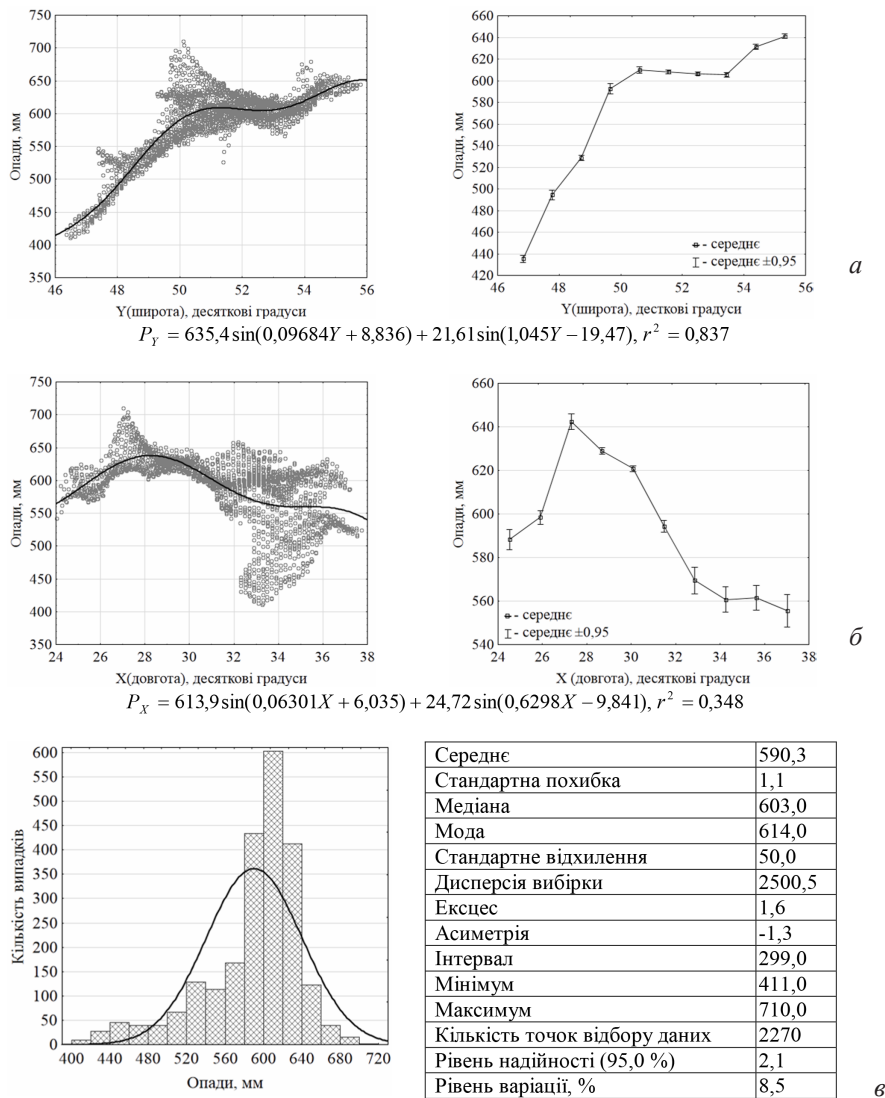 750
700
650
600
550
500
450
400
350
Опади, мм
46 48 50 52 54 56
Y(широта), десяткові градуси
660
640
620
600
580
560
540
520
500
480
460
440
420
Опади, мм
- середнє
- середнє ±0,95
46 48 50 52 54 56
Y(широта), десткові градуси
а
P_Y = 635,4 sin(0,09684Y + 8,836) + 21,61 sin(1,045Y − 19,47), r² = 0,837
750
700
650
600
550
500
450
400
350
Опади, мм
24 26 28 30 32 34 36 38
X(довгота), десяткові градуси
660
640
620
600
580
560
540
Опади, мм
- середнє
- середнє ±0,95
24 26 28 30 32 34 36 38
X (довгота), десяткові градуси
б
P_X = 613,9 sin(0,06301X + 6,035) + 24,72 sin(0,6298X − 9,841), r² = 0,348
600
550
500
450
400
350
300
250
200
150
100
50
0
Кількість випадків
400 440 480 520 560 600 640 680 720
Опади, мм
Середнє 590,3
Стандартна похибка 1,1
Медіана 603,0
Мода 614,0
Стандартне відхилення 50,0
Дисперсія вибірки 2500,5
Ексцес 1,6
Асиметрія -1,3
Інтервал 299,0
Мінімум 411,0
Максимум 710,0
Кількість точок відбору даних 2270
Рівень надійності (95,0 %) 2,1
Рівень варіації, % 8,5
в